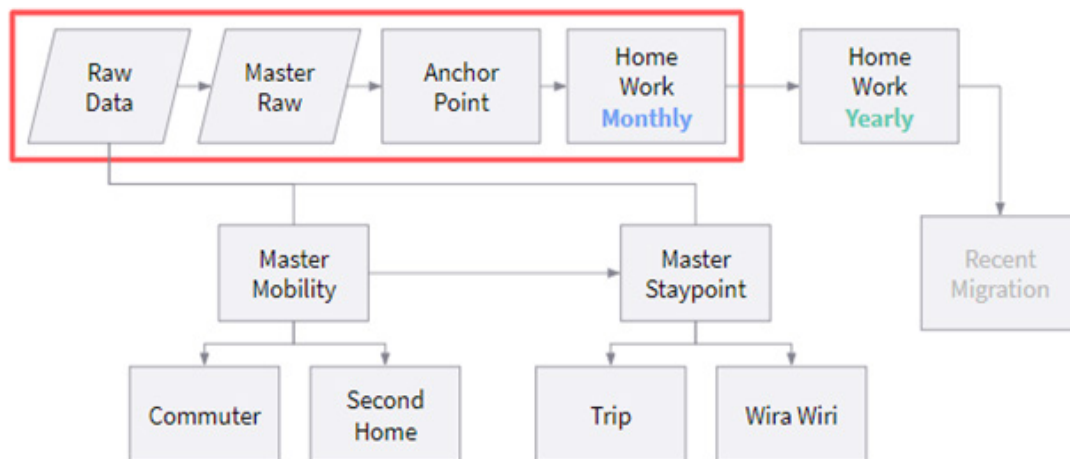 Raw
Data
Master
Raw
Anchor
Point
Home
Work
Monthly
Home
Work
Yearly
Master
Mobility
Master
Staypoint
Recent
Migration
Commuter
Second
Home
Trip
Wira Wiri